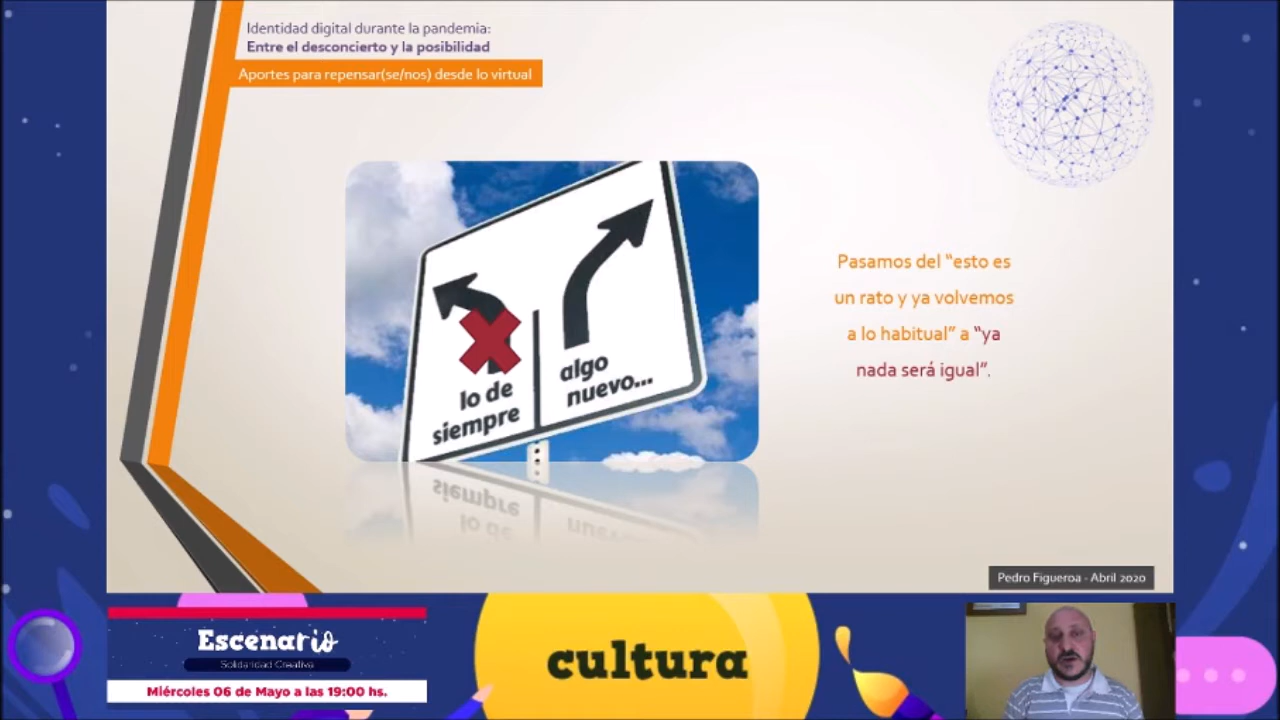 Identidad digital durante la pandemia:
Entre el desconcierto y la posibilidad
Aportes para repensar(se/nos) desde lo virtual
lo de
siempre
algo
nuevo...
Pasamos del “esto es
un rato y ya volvemos
a lo habitual” a “ya
nada será igual”.
Pedro Figueroa - Abril 2020
Escenario
Solidaridad Creativa
Miércoles 06 de Mayo a las 19:00 hs.
cultura